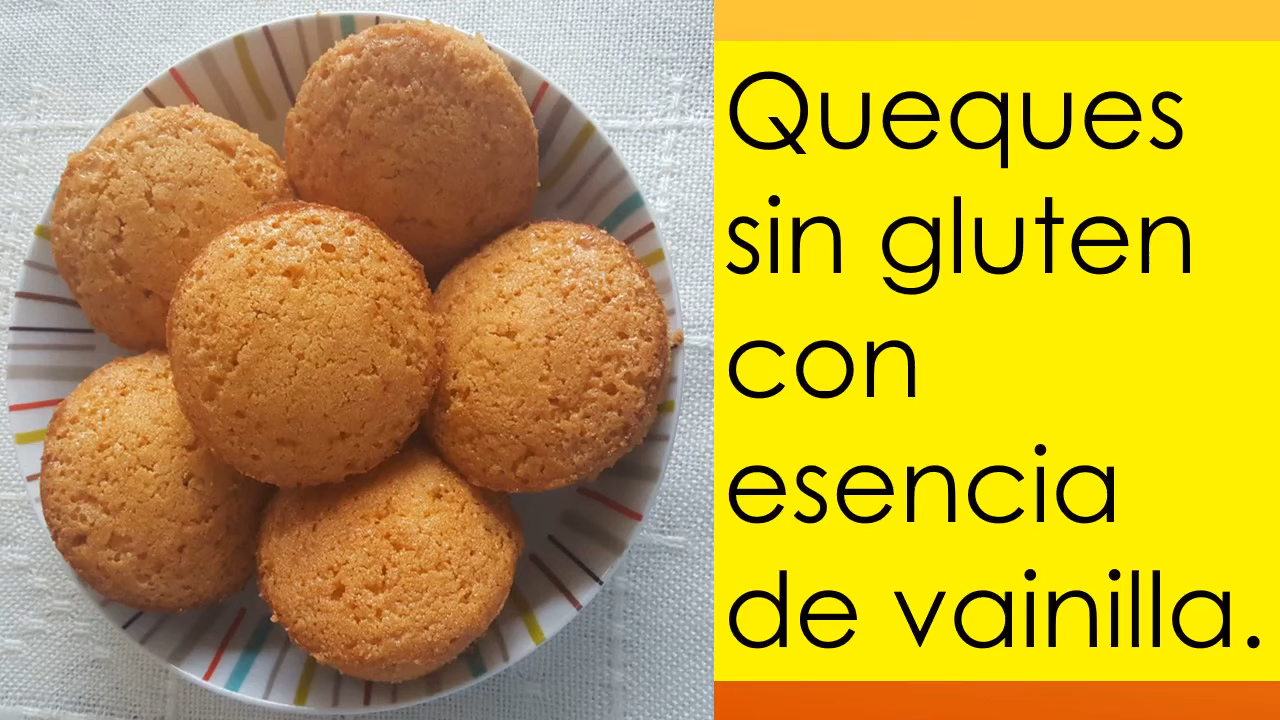 Queques
sin gluten
con
esencia
de vainilla.